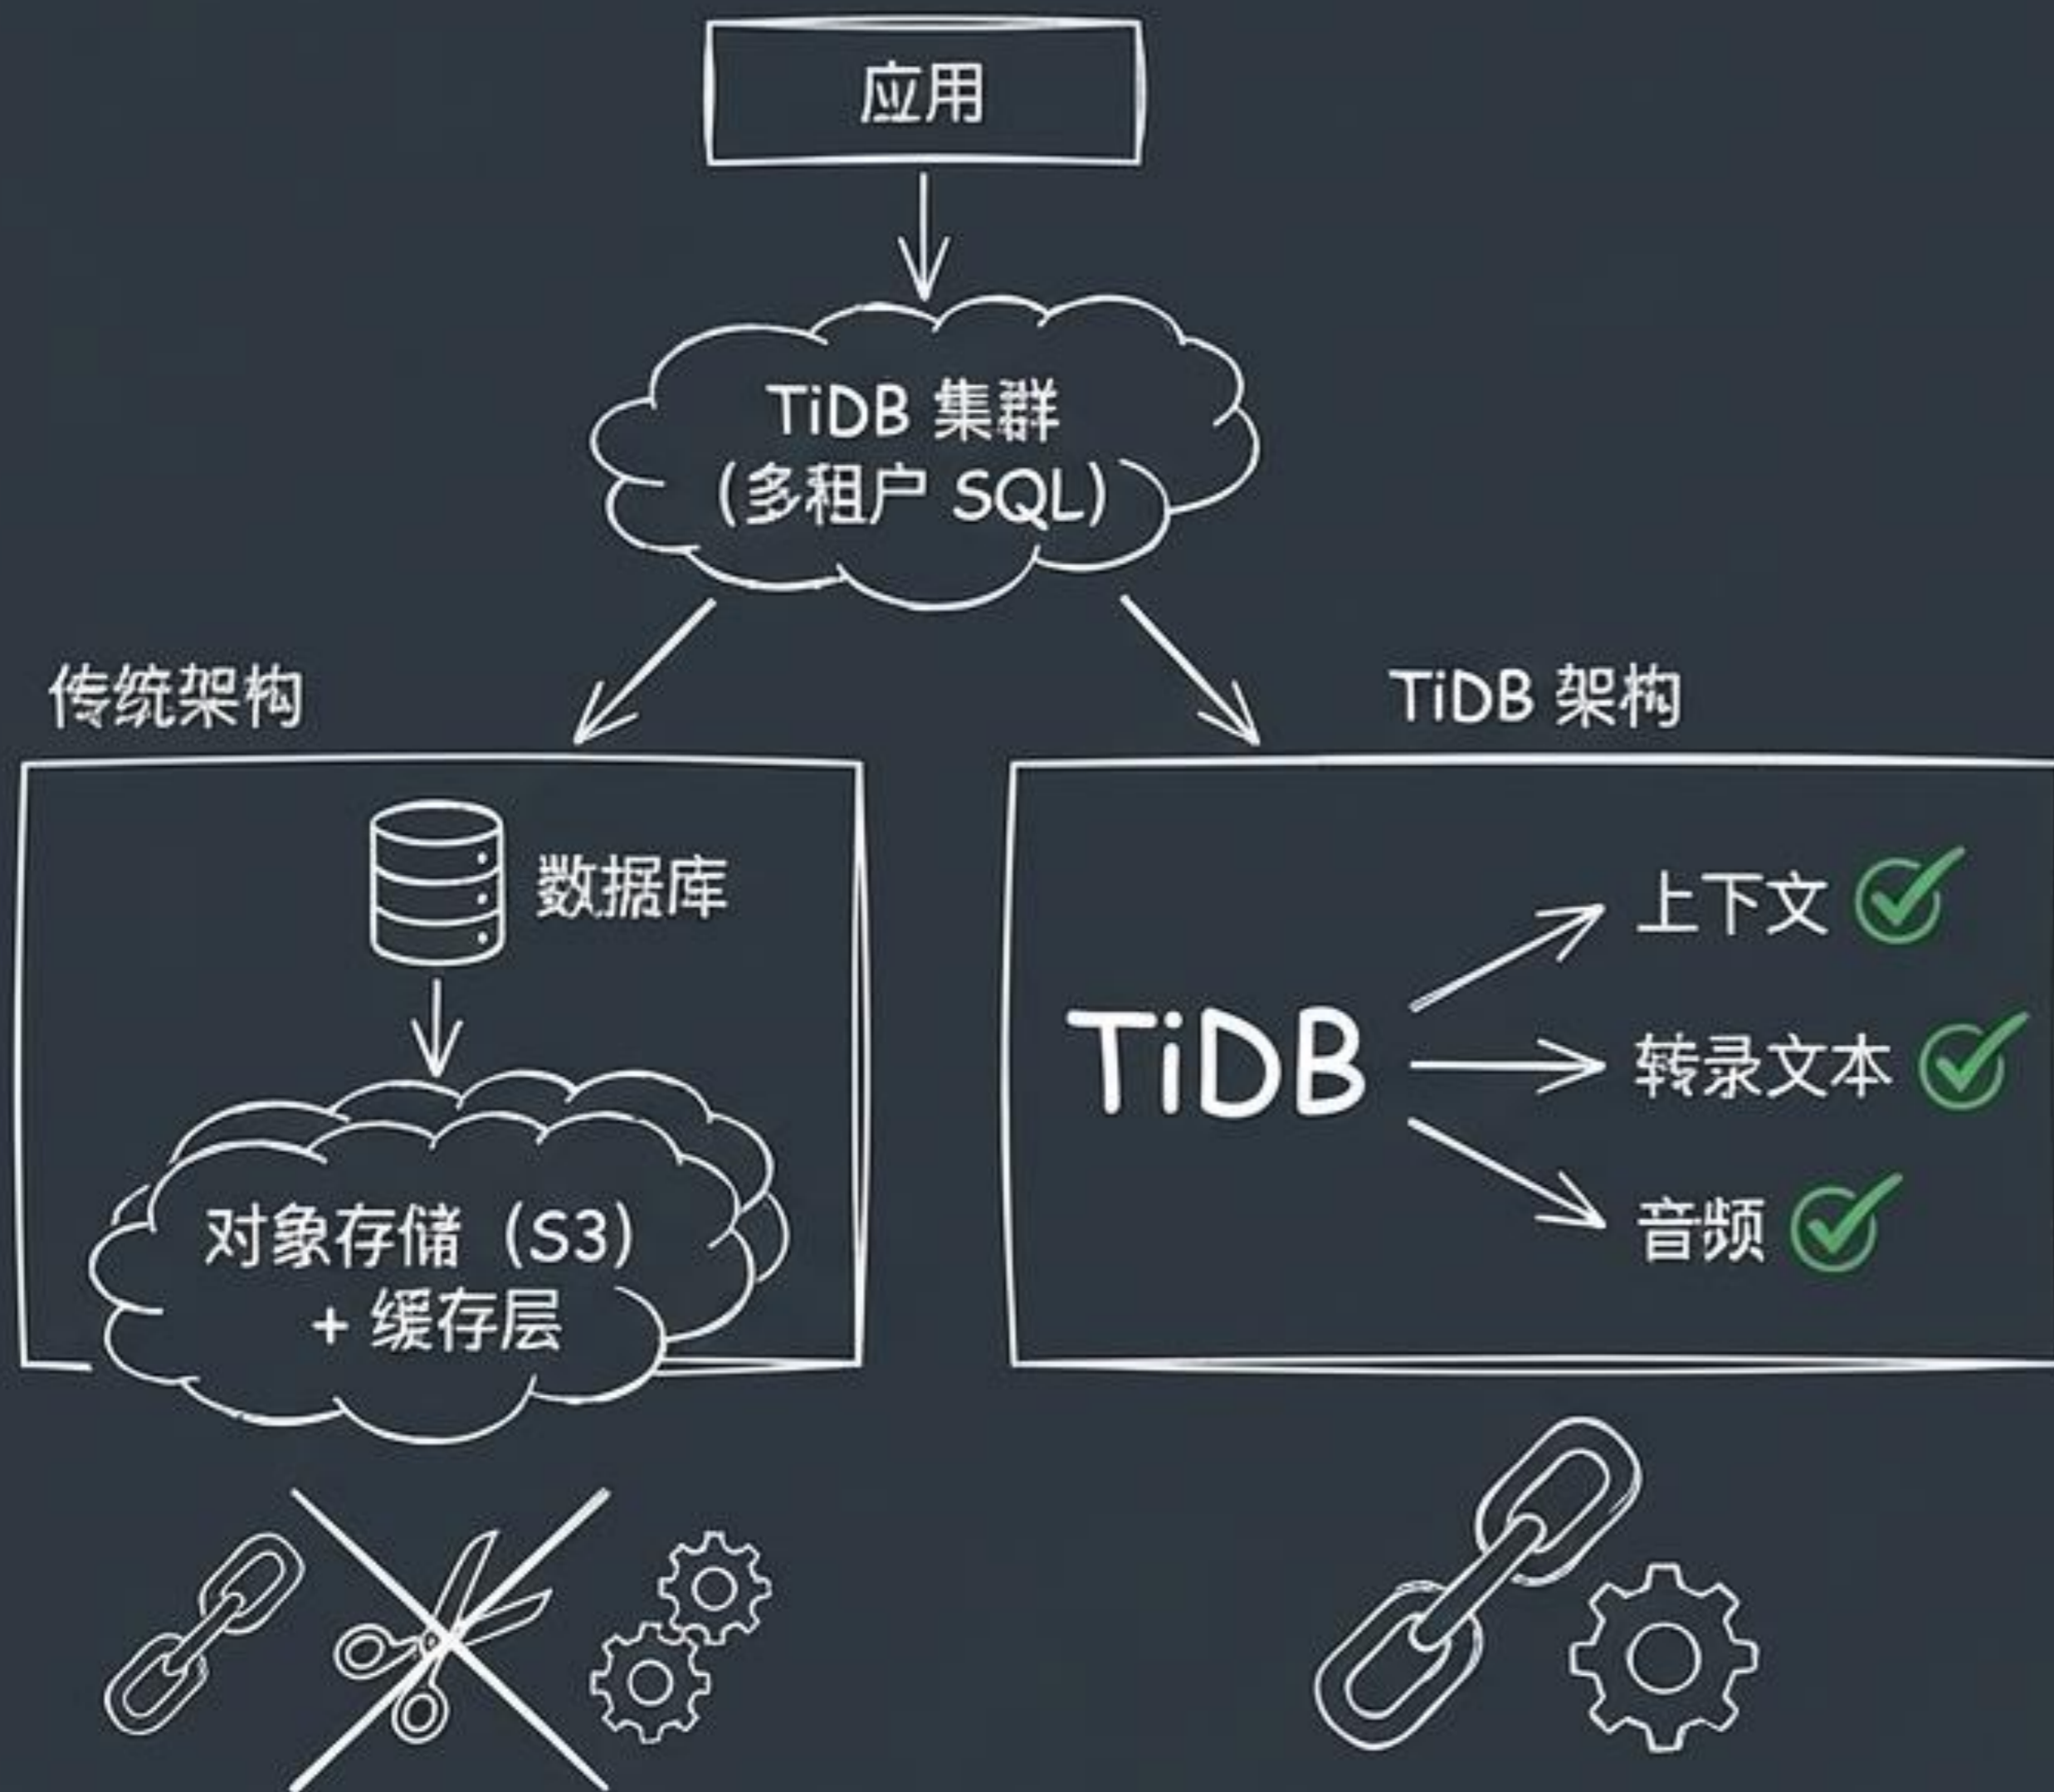 应用
TiDB 集群
(多租户 SQL)
传统架构
TiDB 架构
数据库
对象存储 (S3)
+ 缓存层
TiDB
上下文
转录文本
音频